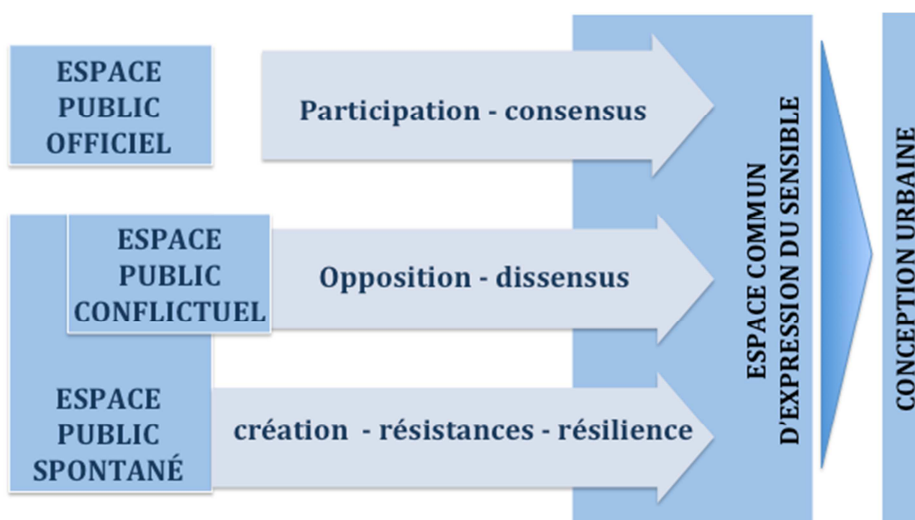 ESPACE
PUBLIC
OFFICIEL
Participation - consensus
ESPACE
PUBLIC
CONFLICTUEL
Opposition - dissensus
ESPACE
PUBLIC
SPONTANÉ
création - résistances - résilience
ESPACE COMMUN
D'EXPRESSION DU SENSIBLE
CONCEPTION URBAINE